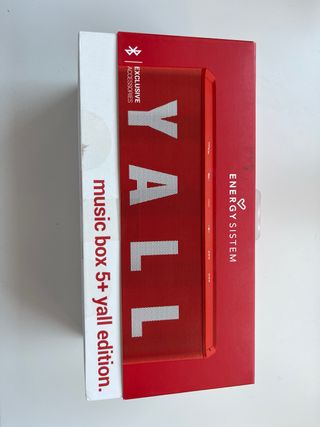 ENERGY SISTEM
YALL
EXCLUSIVE
ACCESSORIES
music box 5+ yall edition.